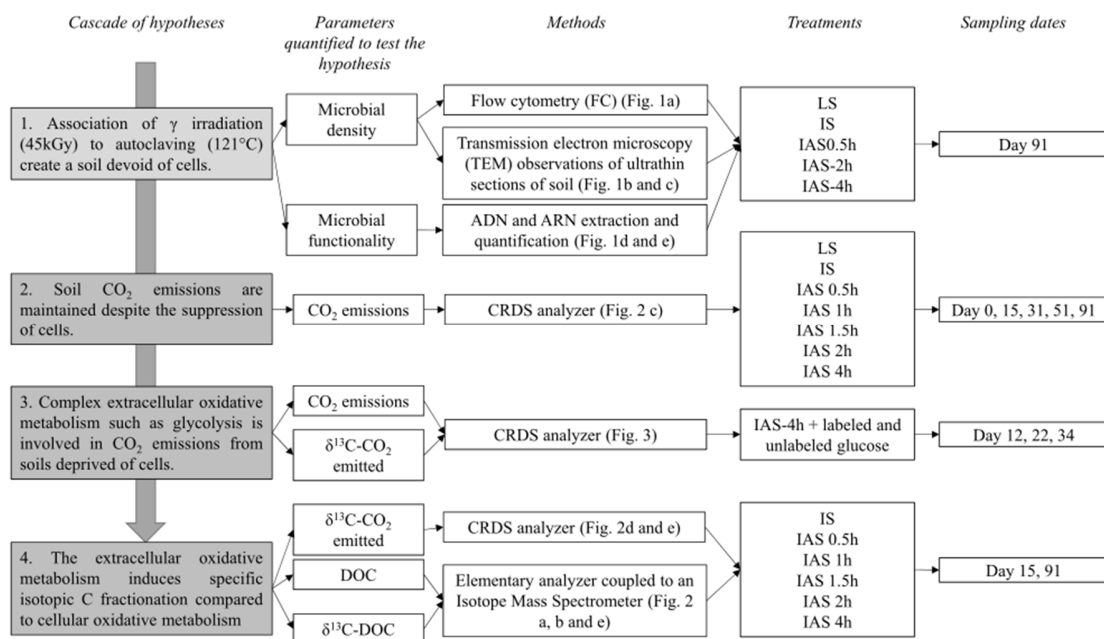 Cascade of hypotheses
Parameters
quantified to test the
hypothesis
Methods
Treatments
Sampling dates
1. Association of γ irradiation
(45kGy) to autoclaving (121°C)
create a soil devoid of cells.
Microbial
density
Microbial
functionality
Flow cytometry (FC) (Fig. 1a)
Transmission electron microscopy
(TEM) observations of ultrathin
sections of soil (Fig. 1b and c)
ADN and ARN extraction and
quantification (Fig. 1d and e)
LS
IS
IAS0.5h
IAS-2h
IAS-4h
Day 91
2. Soil CO₂ emissions are
maintained despite the suppression
of cells.
CO₂ emissions
CRDS analyzer (Fig. 2 c)
LS
IS
IAS 0.5h
IAS 1h
IAS 1.5h
IAS 2h
IAS 4h
Day 0, 15, 31, 51, 91
3. Complex extracellular oxidative
metabolism such as glycolysis is
involved in CO₂ emissions from
soils deprived of cells.
CO₂ emissions
δ¹³C-CO₂
emitted
CRDS analyzer (Fig. 3)
IAS-4h + labeled and
unlabeled glucose
Day 12, 22, 34
4. The extracellular oxidative
metabolism induces specific
isotopic C fractionation compared
to cellular oxidative metabolism
δ¹³C-CO₂
emitted
DOC
δ¹³C-DOC
CRDS analyzer (Fig. 2d and e)
Elementary analyzer coupled to an
Isotope Mass Spectrometer (Fig. 2
a, b and e)
IS
IAS 0.5h
IAS 1h
IAS 1.5h
IAS 2h
IAS 4h
Day 15, 91